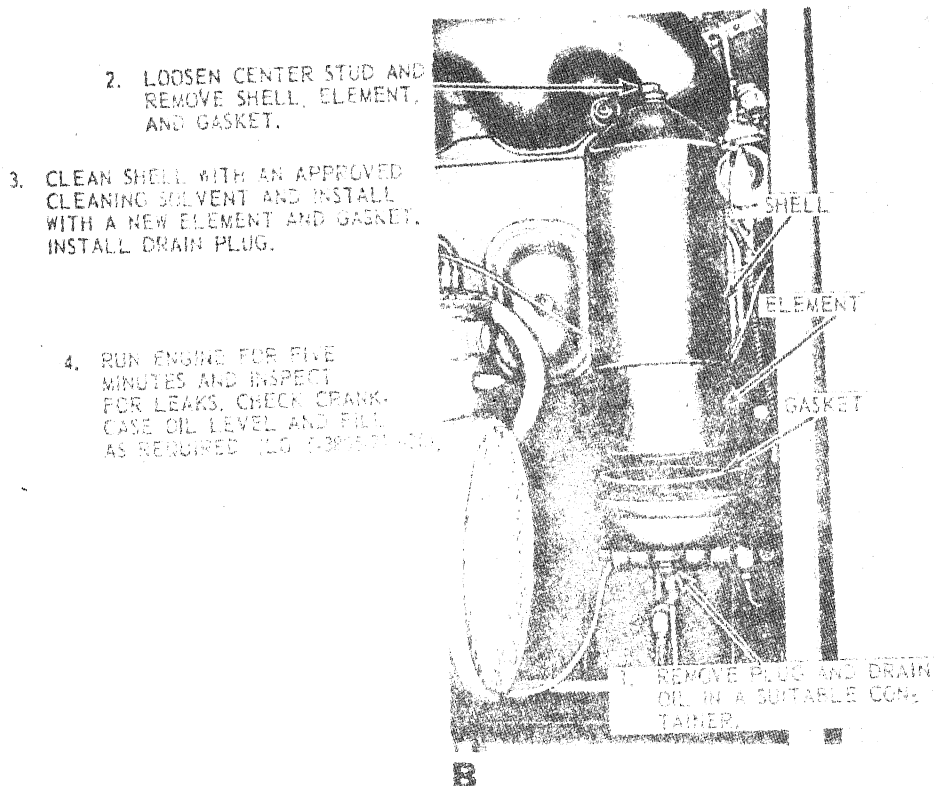 2. LOOSEN CENTER STUD AND
REMOVE SHELL, ELEMENT,
AND GASKET.
3. CLEAN SHELL WITH AN APPROVED
CLEANING SOLVENT AND INSTALL
WITH A NEW ELEMENT AND GASKET.
INSTALL DRAIN PLUG.
4. RUN ENGINE FOR FIVE
MINUTES AND INSPECT
FOR LEAKS. CHECK CRANK-
CASE OIL LEVEL AND FILL
AS REQUIRED
SHELL
ELEMENT
GASKET
1. REMOVE PLUG AND DRAIN
OIL IN A SUITABLE CON-
TAINER.
B